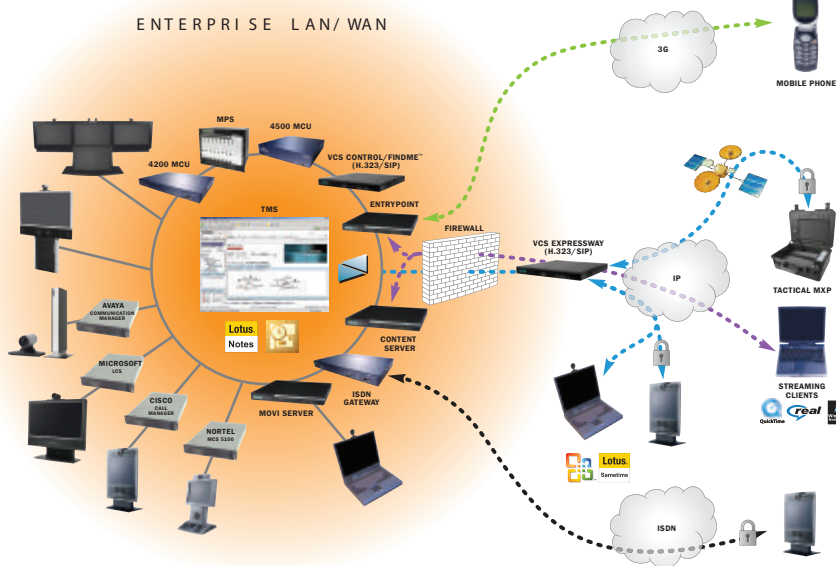 ENTERPRISE LAN/WAN
3G
MOBILE PHONE
MPS
4500 MCU
4200 MCU
VCS CONTROL/FINDME™
(H.323/SIP)
TMS
ENTRYPOINT
FIREWALL
VCS EXPRESSWAY
(H.323/SIP)
IP
TACTICAL MXP
AVAYA
COMMUNICATION
MANAGER
Lotus.
Notes
CONTENT
SERVER
MICROSOFT
LCS
ISDN
GATEWAY
STREAMING
CLIENTS
CISCO
CALL
MANAGER
MOVI SERVER
QuickTime
real
NORTEL
MCS 5100
Lotus.
Sametime
ISDN